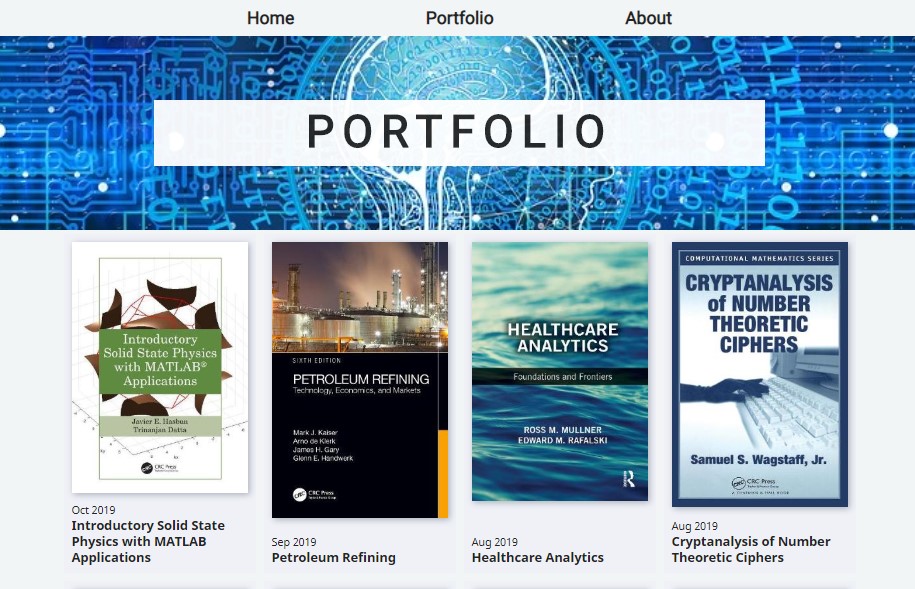 Home
Portfolio
About
PORTFOLIO
Introductory
Solid State Physics
with MATLAB®
Applications
Javier E. Hasbun
Trinanjan Datta
CRC Press
Oct 2019
Introductory Solid State
Physics with MATLAB
Applications
SIXTH EDITION
PETROLEUM REFINING
Technology, Economics, and Markets
Mark J. Kaiser
Arno de Klerk
James H. Gary
Glenn E. Handwerk
CRC Press
Sep 2019
Petroleum Refining
HEALTHCARE
ANALYTICS
Foundations and Frontiers
ROSS M. MULLNER
EDWARD M. RAFALSKI
Aug 2019
Healthcare Analytics
COMPUTATIONAL MATHEMATICS SERIES
CRYPTANALYSIS
of NUMBER
THEORETIC
CIPHERS
Samuel S. Wagstaff, Jr.
CRC Press
Aug 2019
Cryptanalysis of Number
Theoretic Ciphers